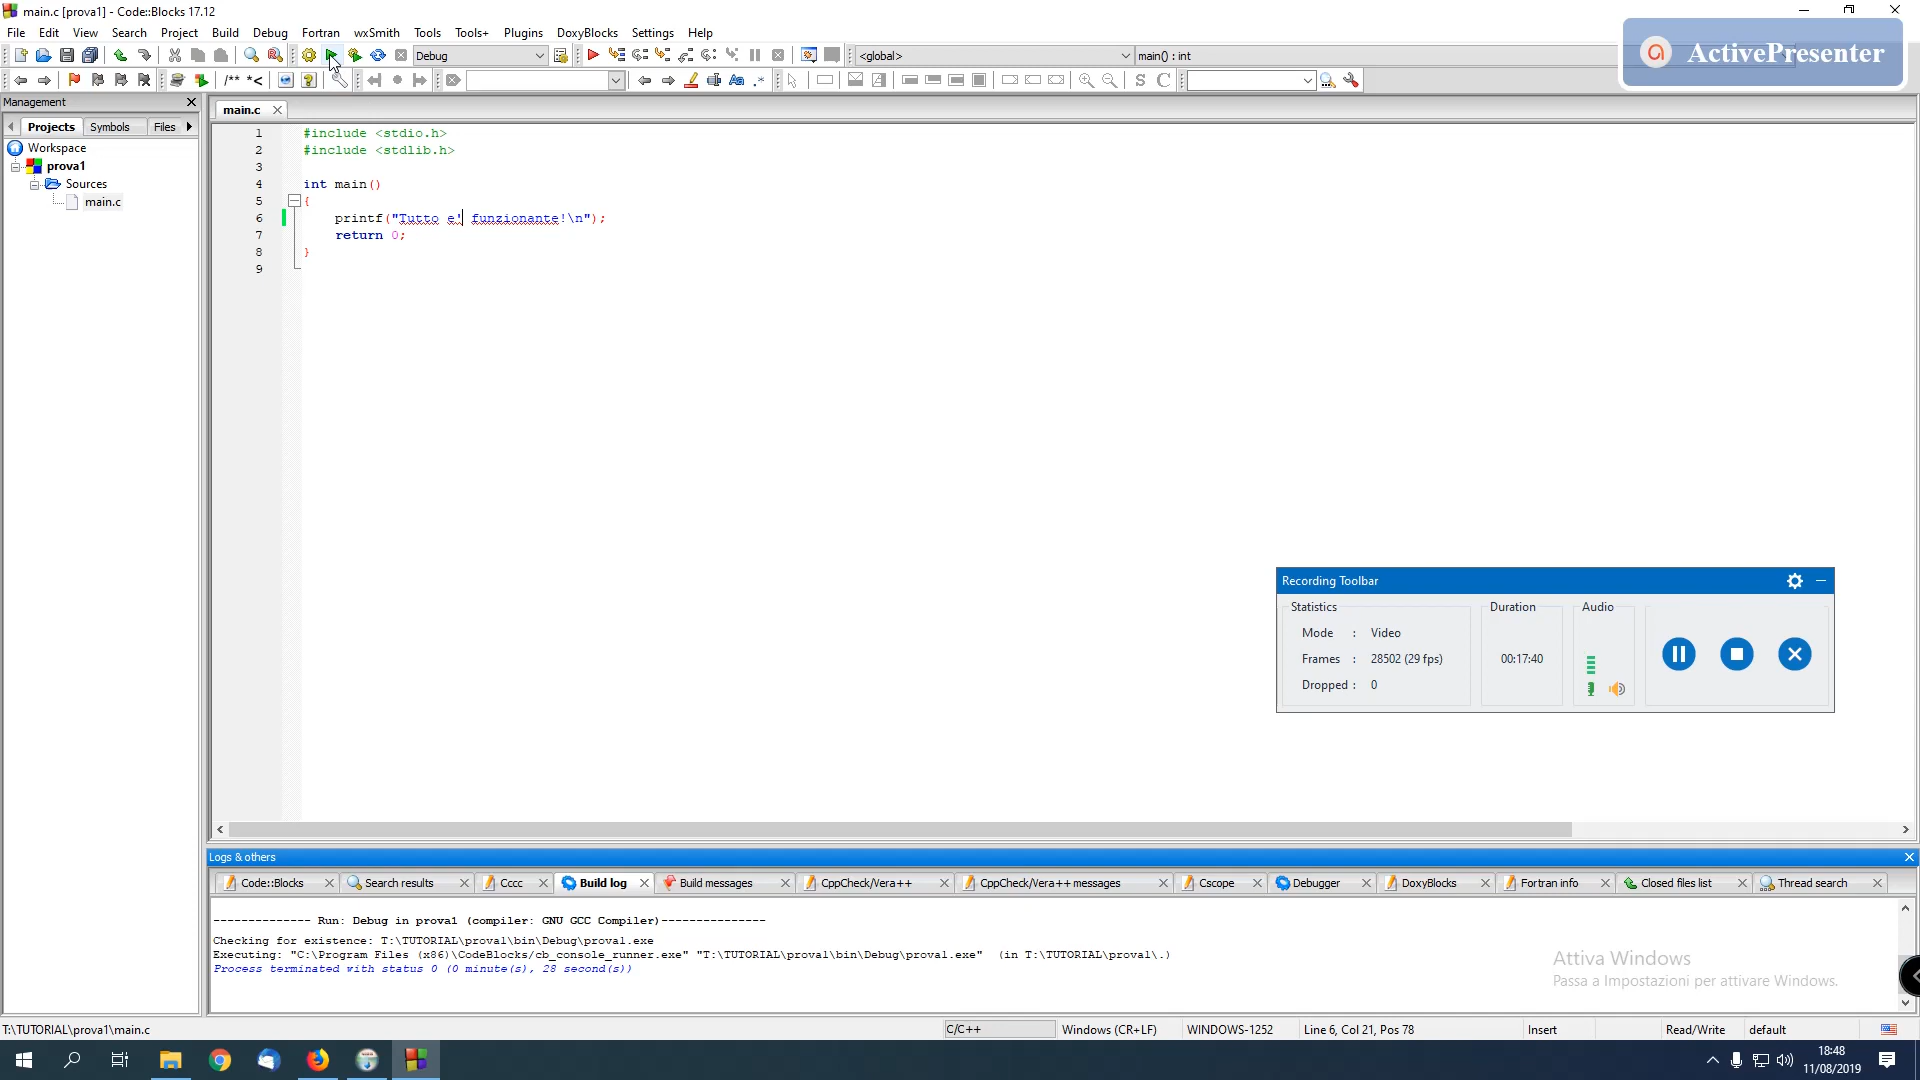 main.c [prova1] - Code::Blocks 17.12
File Edit View Search Project Build Debug Fortran wxSmith Tools Tools+ Plugins DoxyBlocks Settings Help
ActivePresenter
Debug <global> main() : int
/** *<
S C
Management
main.c
Projects Symbols Files
Workspace
prova1
Sources
main.c
1 #include <stdio.h>
2 #include <stdlib.h>
3
4 int main()
5 {
6 printf("Tutto e' funzionante!\n");
7 return 0;
8 }
9
Recording Toolbar
Statistics Duration Audio
Mode : Video
Frames : 28502 (29 fps) 00:17:40
Dropped : 0
Logs & others
Code::Blocks Search results Cccc Build log Build messages CppCheck/Vera++ CppCheck/Vera++ messages Cscope Debugger DoxyBlocks Fortran info Closed files list Thread search
-------------- Run: Debug in prova1 (compiler: GNU GCC Compiler)---------------
Checking for existence: T:\TUTORIAL\prova1\bin\Debug\prova1.exe
Executing: "C:\Program Files (x86)\CodeBlocks/cb_console_runner.exe" "T:\TUTORIAL\prova1\bin\Debug\prova1.exe" (in T:\TUTORIAL\prova1\.)
Process terminated with status 0 (0 minute(s), 28 second(s))
Attiva Windows
Passa a Impostazioni per attivare Windows.
T:\TUTORIAL\prova1\main.c C/C++ Windows (CR+LF) WINDOWS-1252 Line 6, Col 21, Pos 78 Insert Read/Write default
18:48
11/08/2019